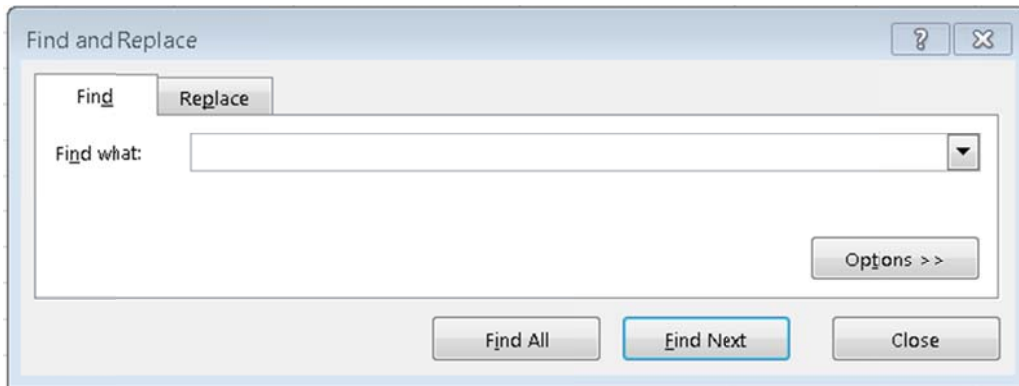 Find and Replace
Find Replace
Find what:
Options >>
Find All Find Next Close